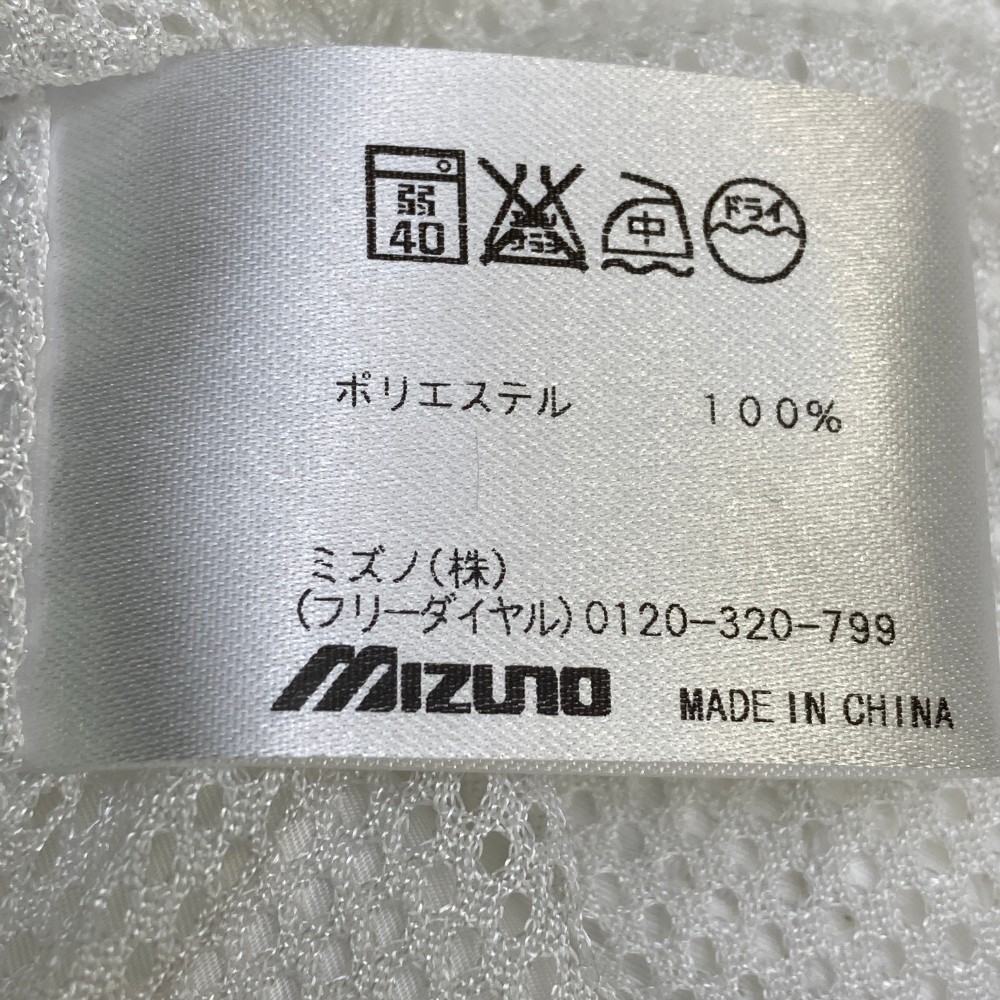 弱
40
エンソ
サラシ
中
ドライ
ポリエステル 100%
ミズノ(株)
(フリーダイヤル)0120-320-799
MIZUNO MADE IN CHINA